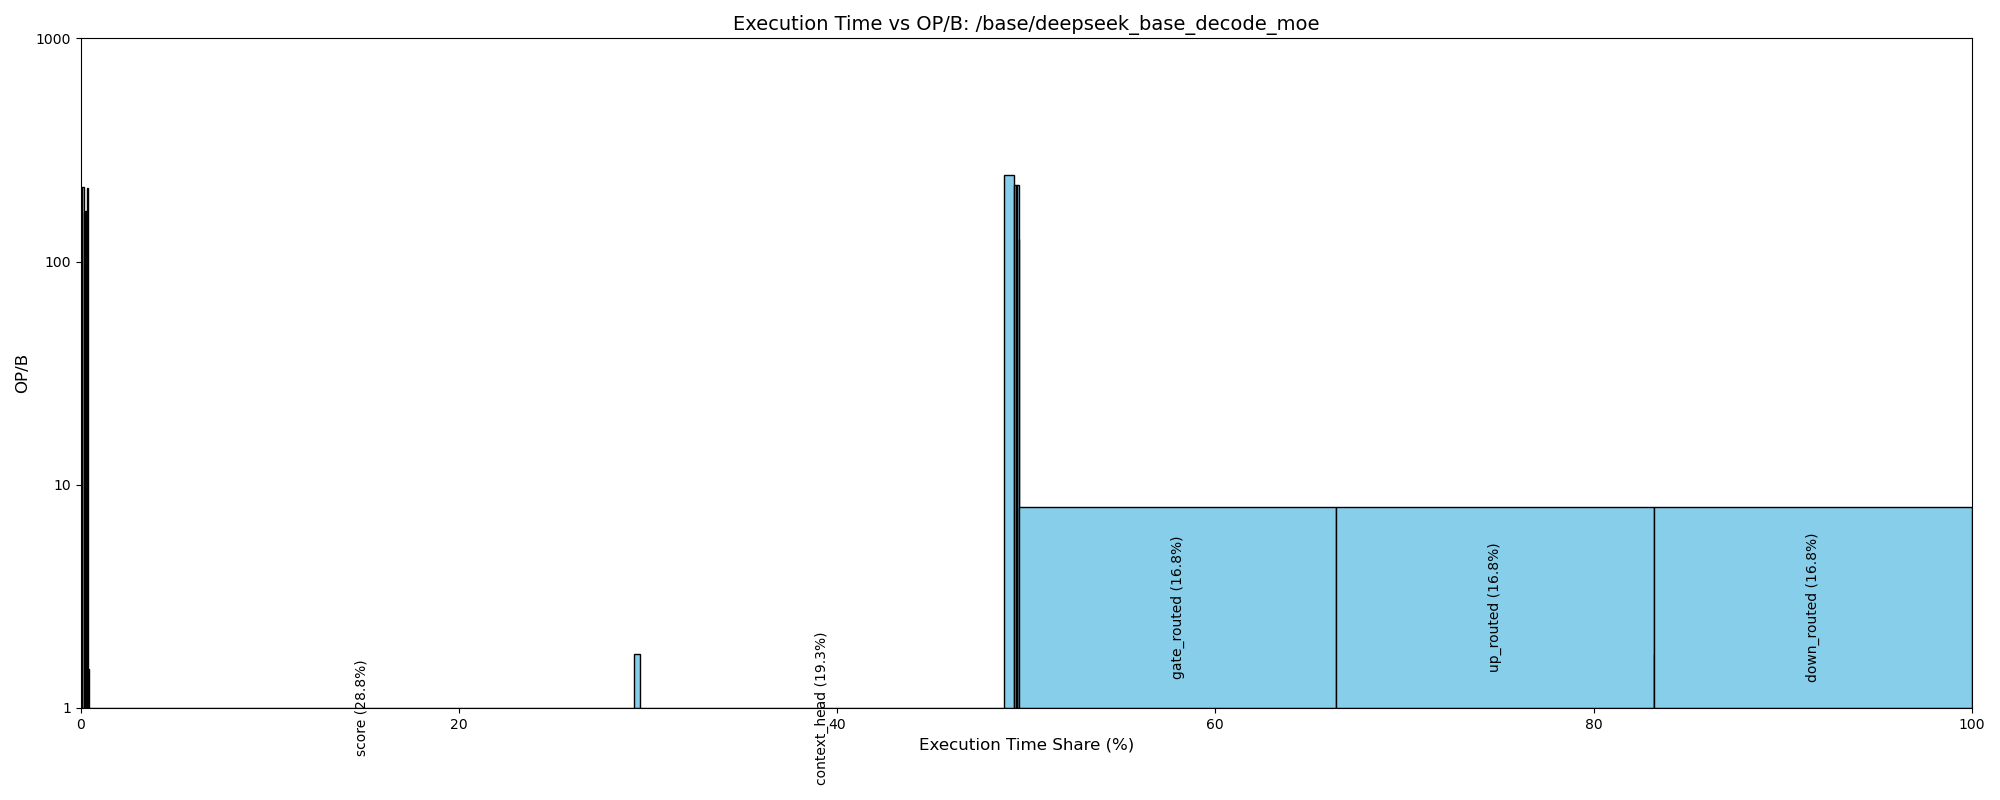 Execution Time vs OP/B: /base/deepseek_base_decode_moe
1000
100
10
1
OP/B
score (28.8%)
context_head (19.3%)
gate_routed (16.8%)
up_routed (16.8%)
down_routed (16.8%)
0
20
40
60
80
100
Execution Time Share (%)